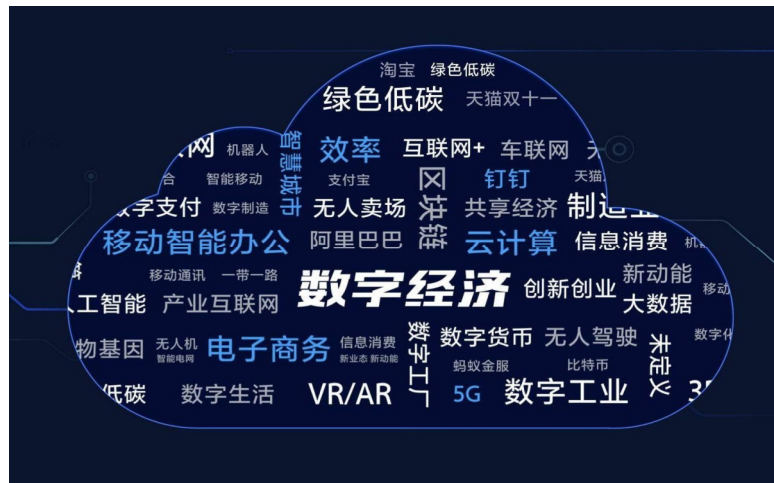 淘宝 绿色低碳
绿色低碳 天猫双十一
网 机器人 智慧城市 效率 互联网+ 车联网
合 智能移动 支付宝 区块链 钉钉 天猫
数字支付 数字制造 无人卖场 共享经济 制造业
移动智能办公 阿里巴巴 云计算 信息消费 机
移动通讯 一带一路 数字经济 创新创业 新动能
人工智能 产业互联网 大数据 移动
物基因 无人机 电子商务 信息消费 数字工厂 数字货币 无人驾驶 未定义 数字化
智能电网 新业态 新动能
蚂蚁金服 比特币
低碳 数字生活 VR/AR 5G 数字工业